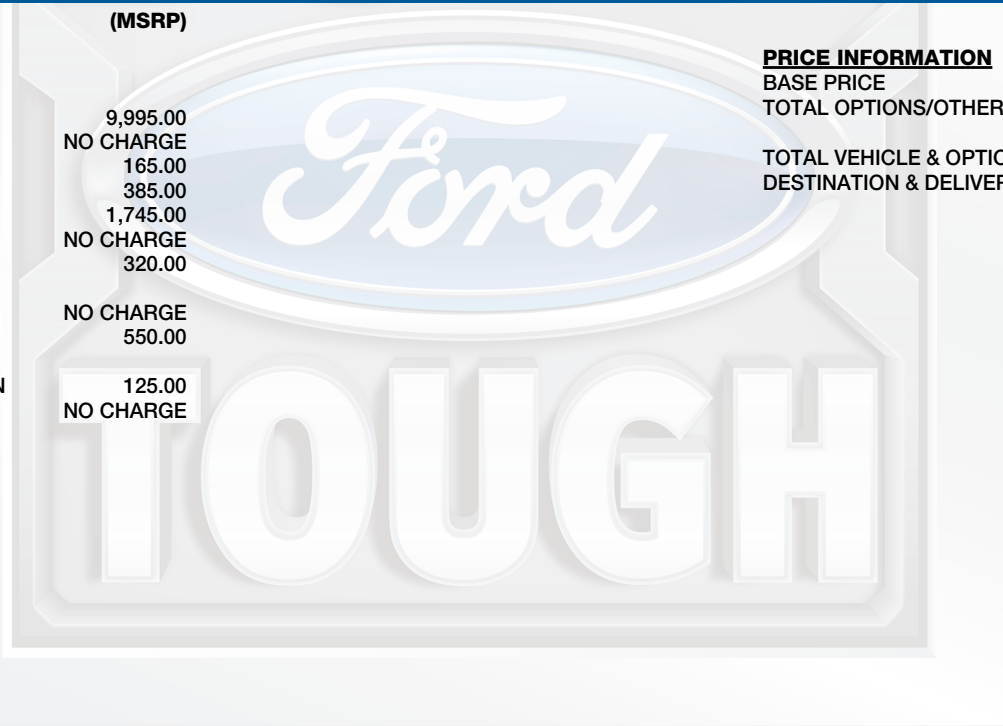 (MSRP)
9,995.00
NO CHARGE
165.00
385.00
1,745.00
NO CHARGE
320.00
NO CHARGE
550.00
125.00
NO CHARGE
PRICE INFORMATION
BASE PRICE
TOTAL OPTIONS/OTHER
TOTAL VEHICLE & OPTIO
DESTINATION & DELIVER
Ford
TOUGH